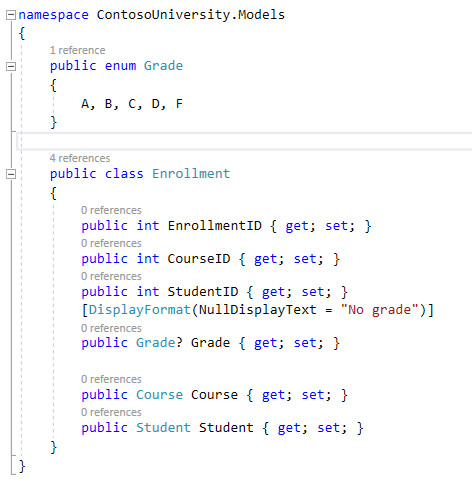 namespace ContosoUniversity.Models
{
1 reference
public enum Grade
{
A, B, C, D, F
}
4 references
public class Enrollment
{
0 references
public int EnrollmentID { get; set; }
0 references
public int CourseID { get; set; }
0 references
public int StudentID { get; set; }
[DisplayFormat(NullDisplayText = "No grade")]
0 references
public Grade? Grade { get; set; }
0 references
public Course Course { get; set; }
0 references
public Student Student { get; set; }
}
}